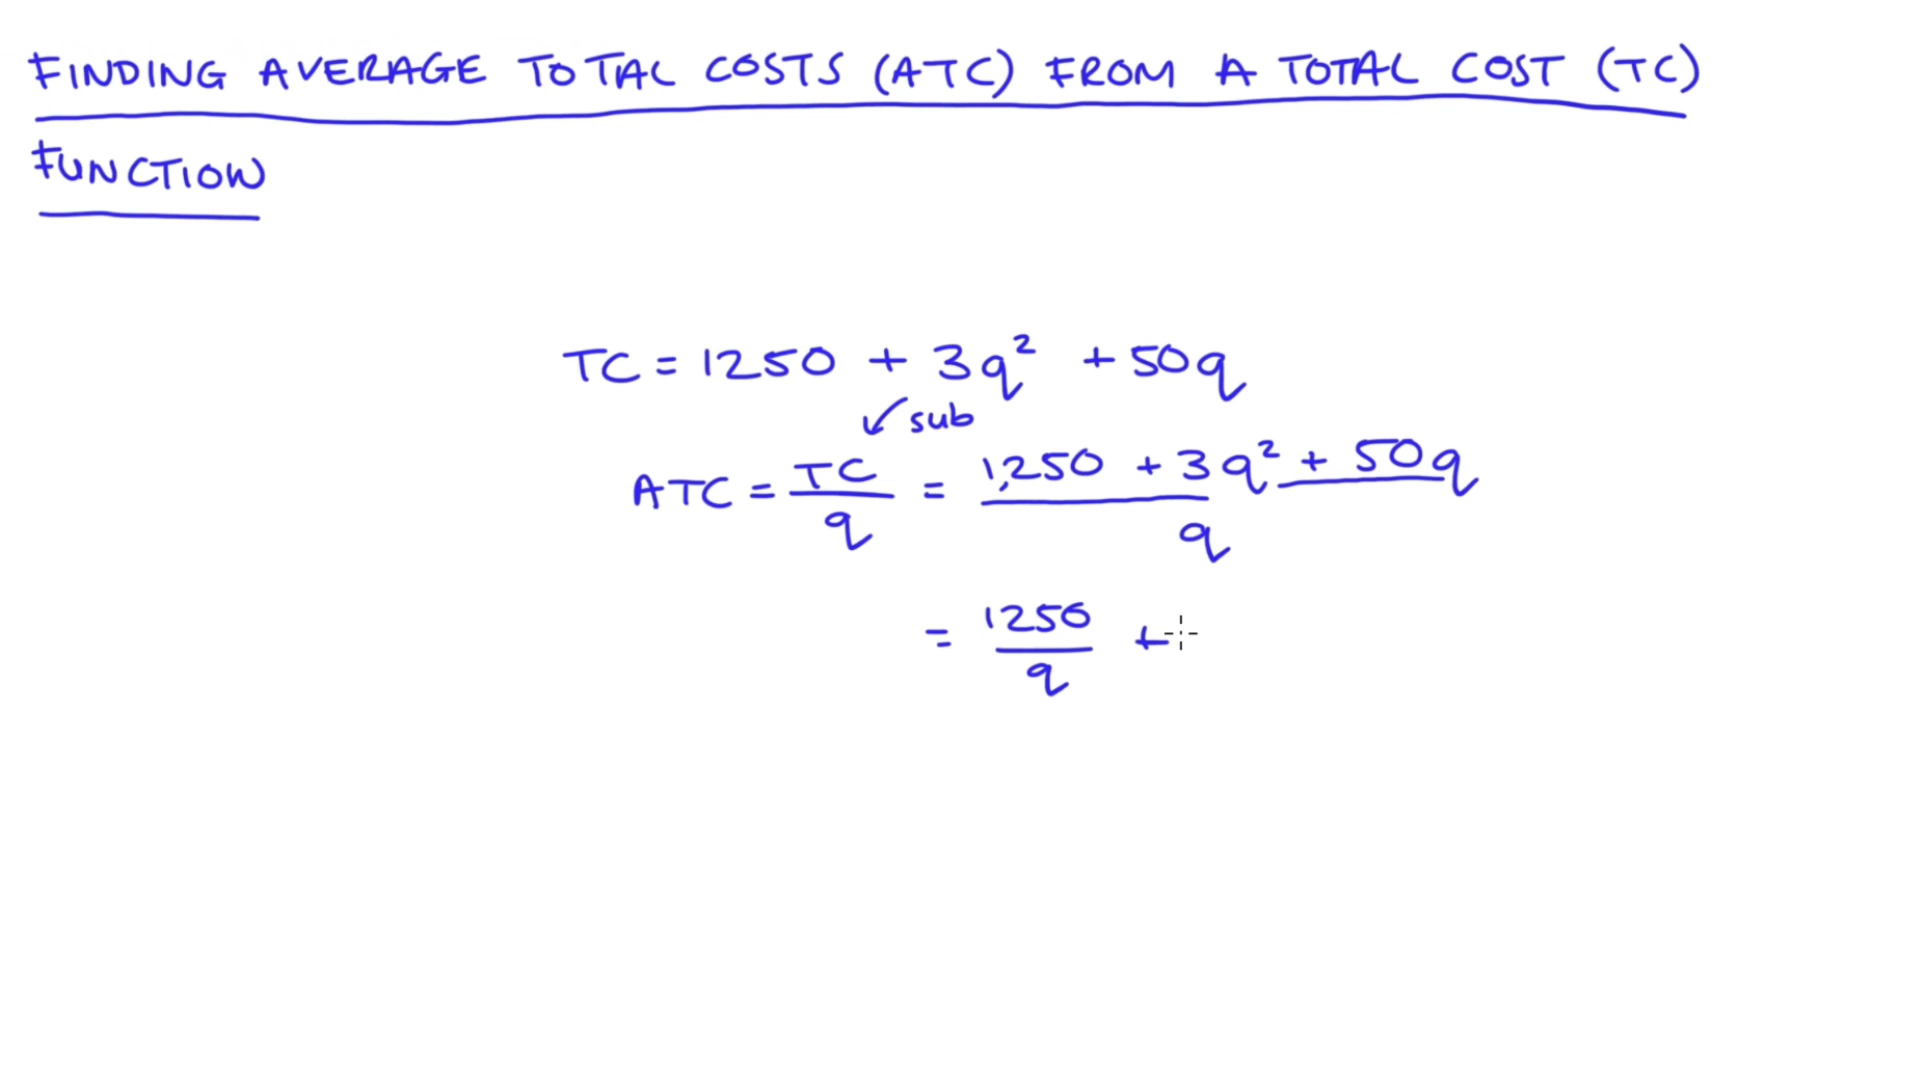 FINDING AVERAGE TOTAL COSTS (ATC) FROM A TOTAL COST (TC)
FUNCTION
TC = 1250 + 3q² + 50q
sub
ATC = TC/q = 1,250 + 3q² + 50q/q
= 1250/q +